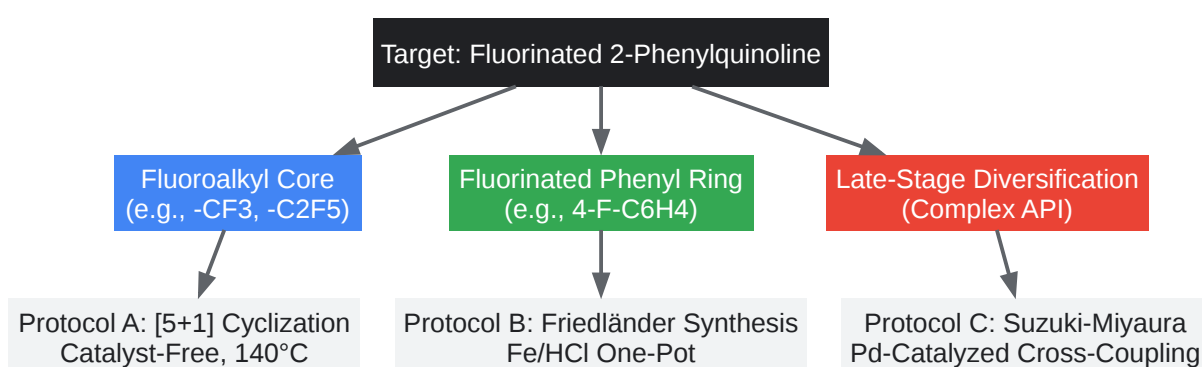 Target: Fluorinated 2-Phenylquinoline
Fluoroalkyl Core
(e.g., -CF3, -C2F5)
Fluorinated Phenyl Ring
(e.g., 4-F-C6H4)
Late-Stage Diversification
(Complex API)
Protocol A: [5+1] Cyclization
Catalyst-Free, 140°C
Protocol B: Friedländer Synthesis
Fe/HCl One-Pot
Protocol C: Suzuki-Miyaura
Pd-Catalyzed Cross-Coupling